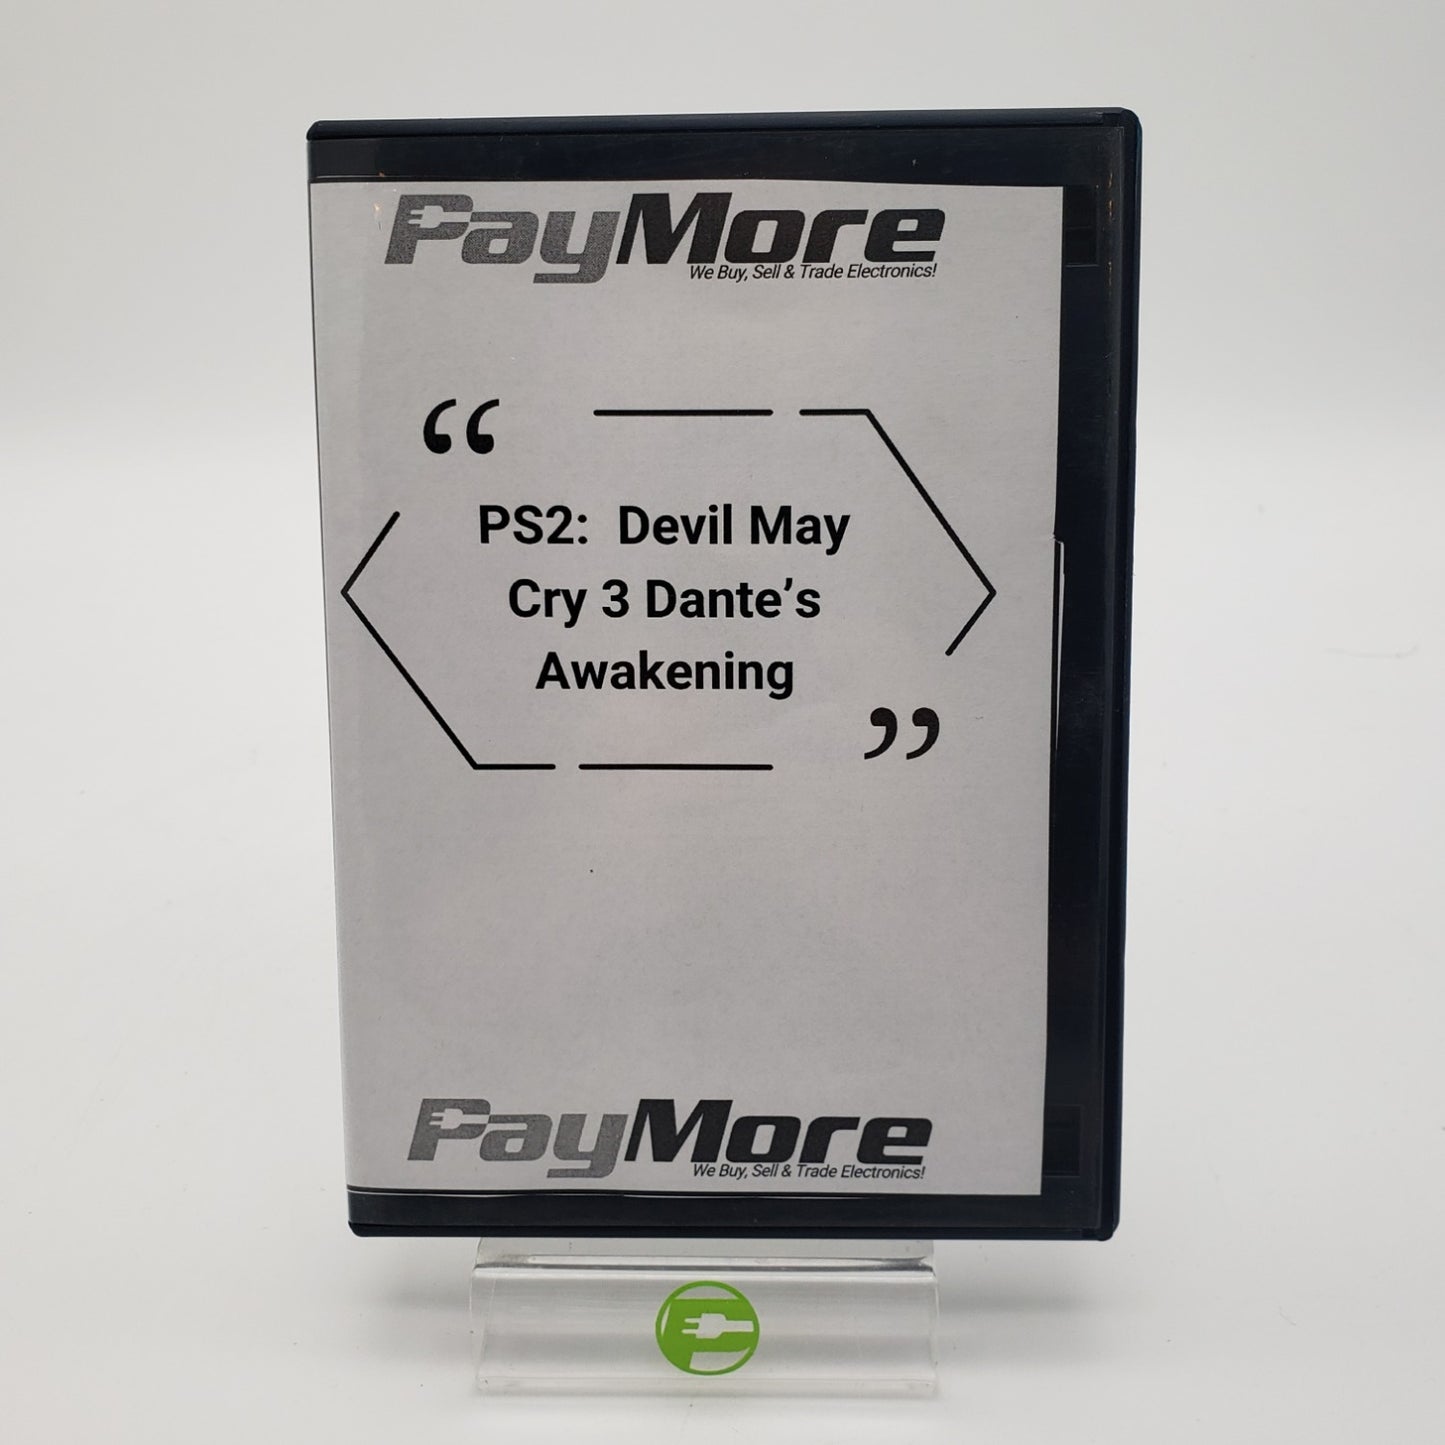 PayMore
We Buy, Sell & Trade Electronics!
“
PS2: Devil May
Cry 3 Dante’s
Awakening
”
PayMore
We Buy, Sell & Trade Electronics!